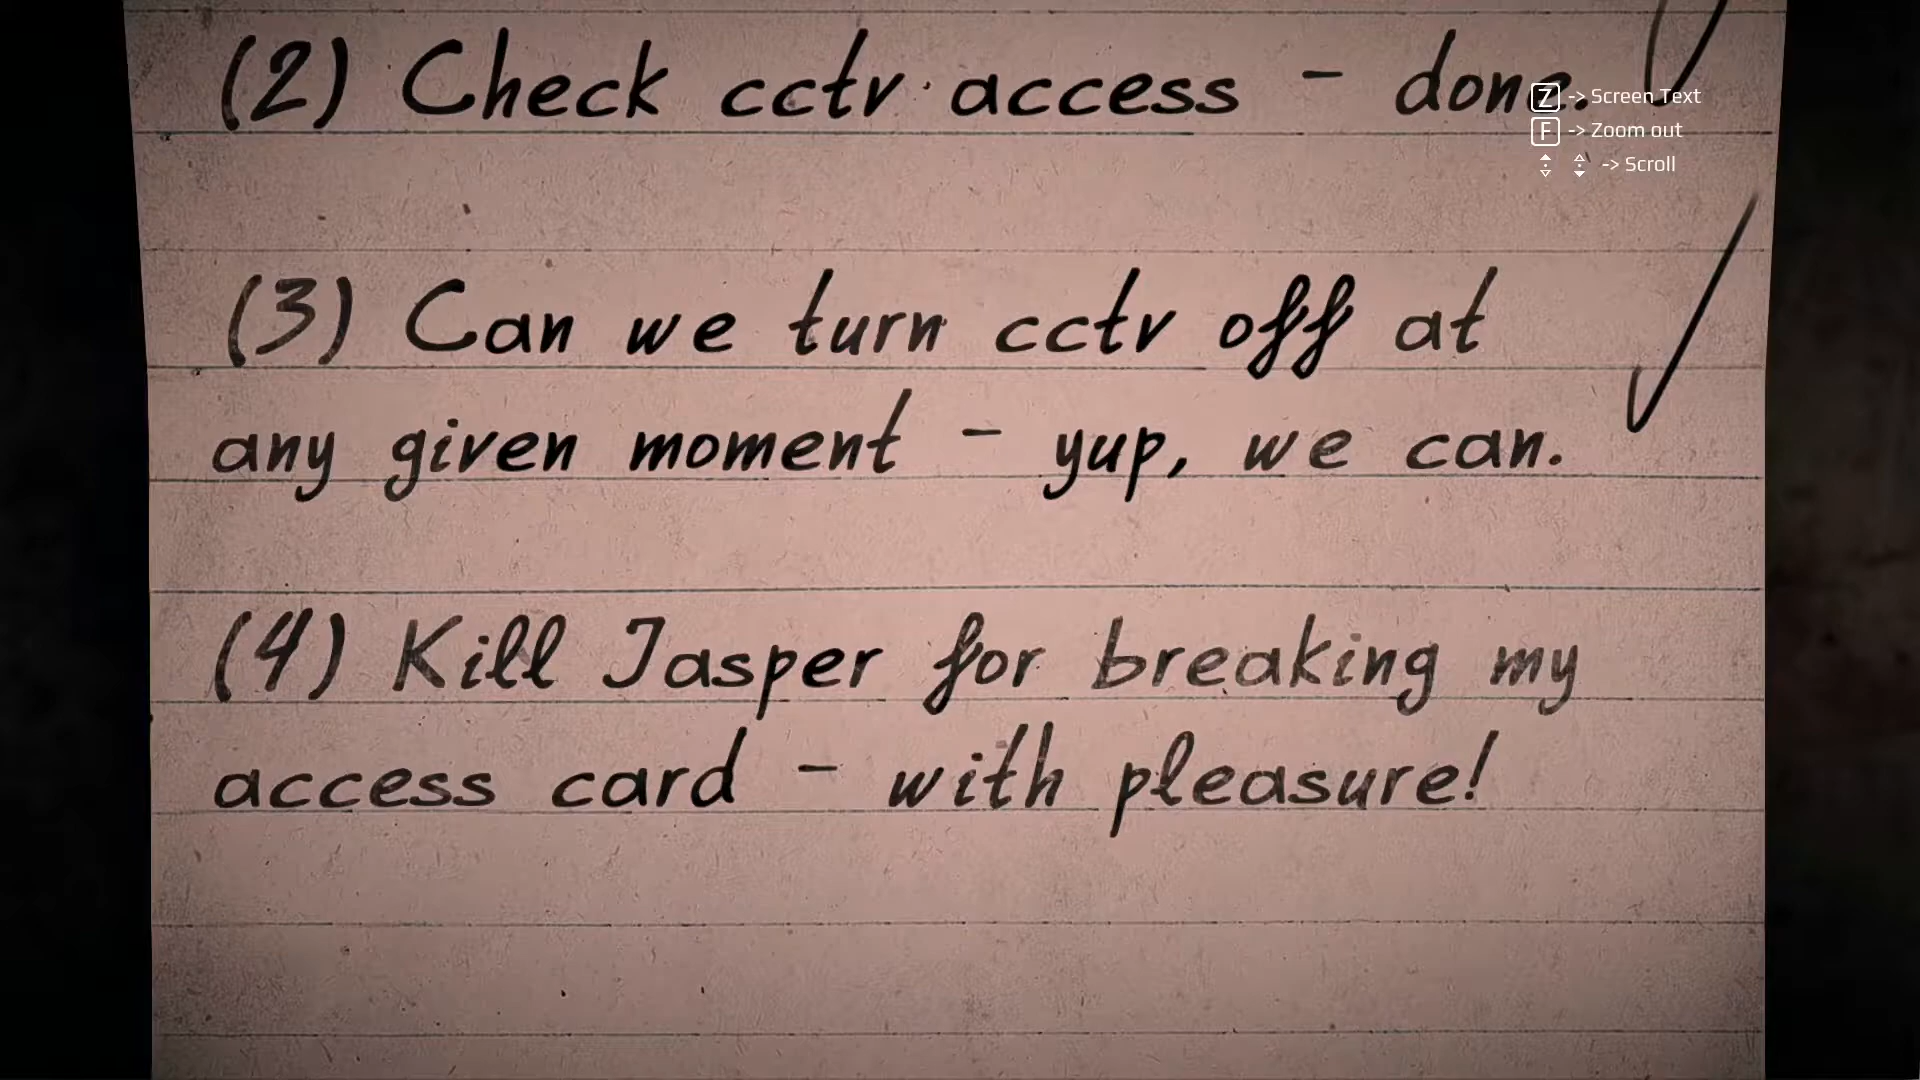 (2) Check cctv access - done.
Z -> Screen Text
F -> Zoom out
-> Scroll
(3) Can we turn cctv off at
any given moment - yup, we can.
(4) Kill Jasper for breaking my
access card - with pleasure!